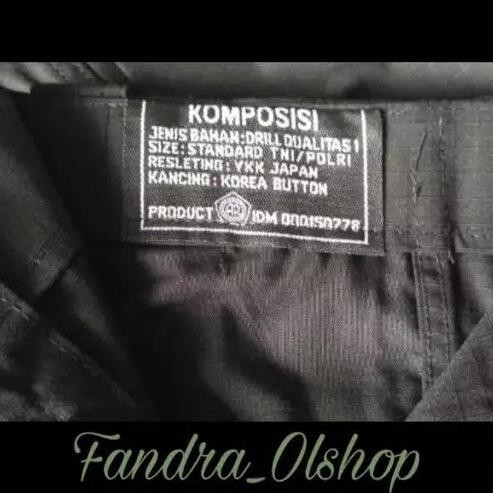 KOMPOSISI
JENIS BAHAN:DRILL QUALITAS 1
SIZE: STANDARD TNI/POLRI
RESLETING: YKK JAPAN
KANCING: KOREA BUTTON
PRODUCT IDM 000150778
Fandra_Olshop